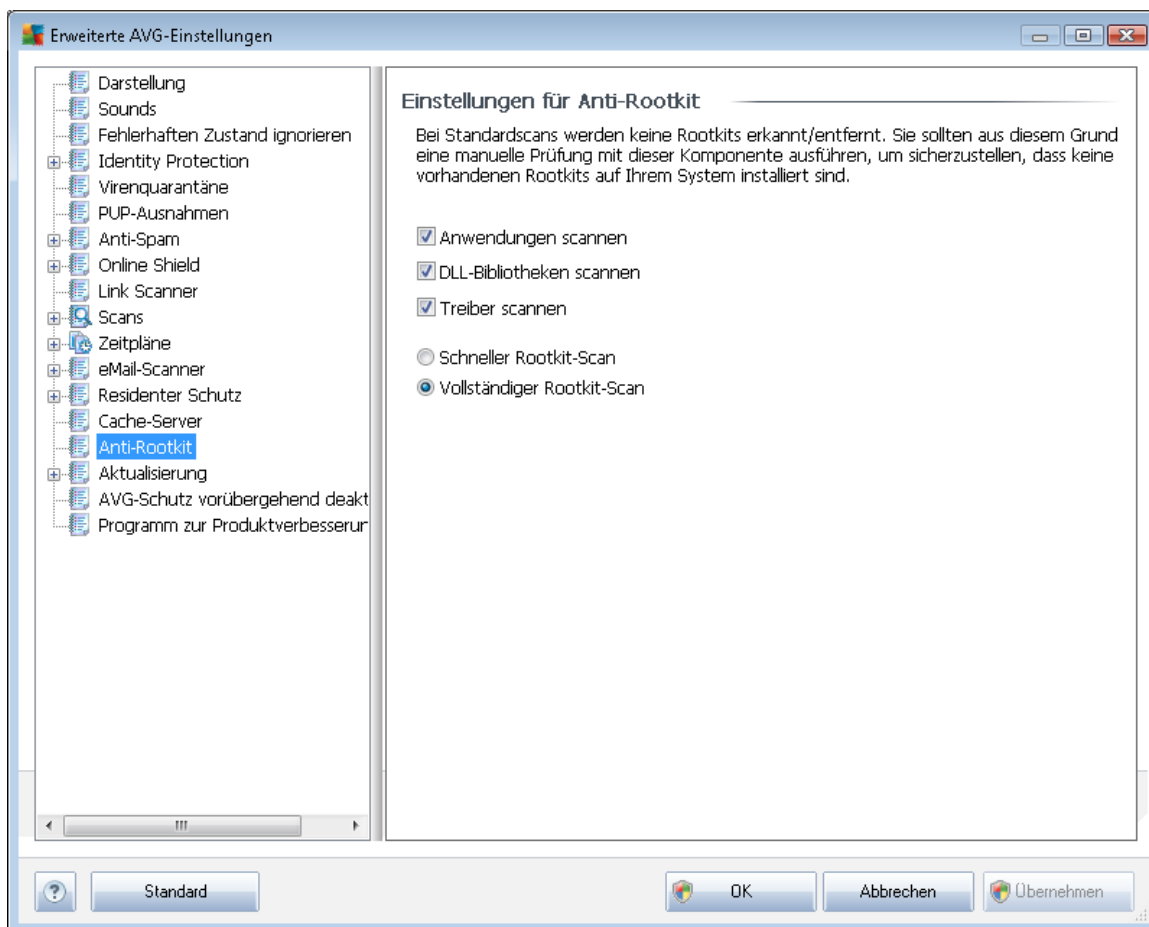 Erweiterte AVG-Einstellungen
Darstellung
Sounds
Fehlerhaften Zustand ignorieren
Identity Protection
Virenquarantäne
PUP-Ausnahmen
Anti-Spam
Online Shield
Link Scanner
Scans
Zeitpläne
eMail-Scanner
Residenter Schutz
Cache-Server
Anti-Rootkit
Aktualisierung
AVG-Schutz vorübergehend deakt
Programm zur Produktverbesserur
Einstellungen für Anti-Rootkit
Bei Standardscans werden keine Rootkits erkannt/entfernt. Sie sollten aus diesem Grund
eine manuelle Prüfung mit dieser Komponente ausführen, um sicherzustellen, dass keine
vorhandenen Rootkits auf Ihrem System installiert sind.
Anwendungen scannen
DLL-Bibliotheken scannen
Treiber scannen
Schneller Rootkit-Scan
Vollständiger Rootkit-Scan
?
Standard
OK
Abbrechen
Übernehmen